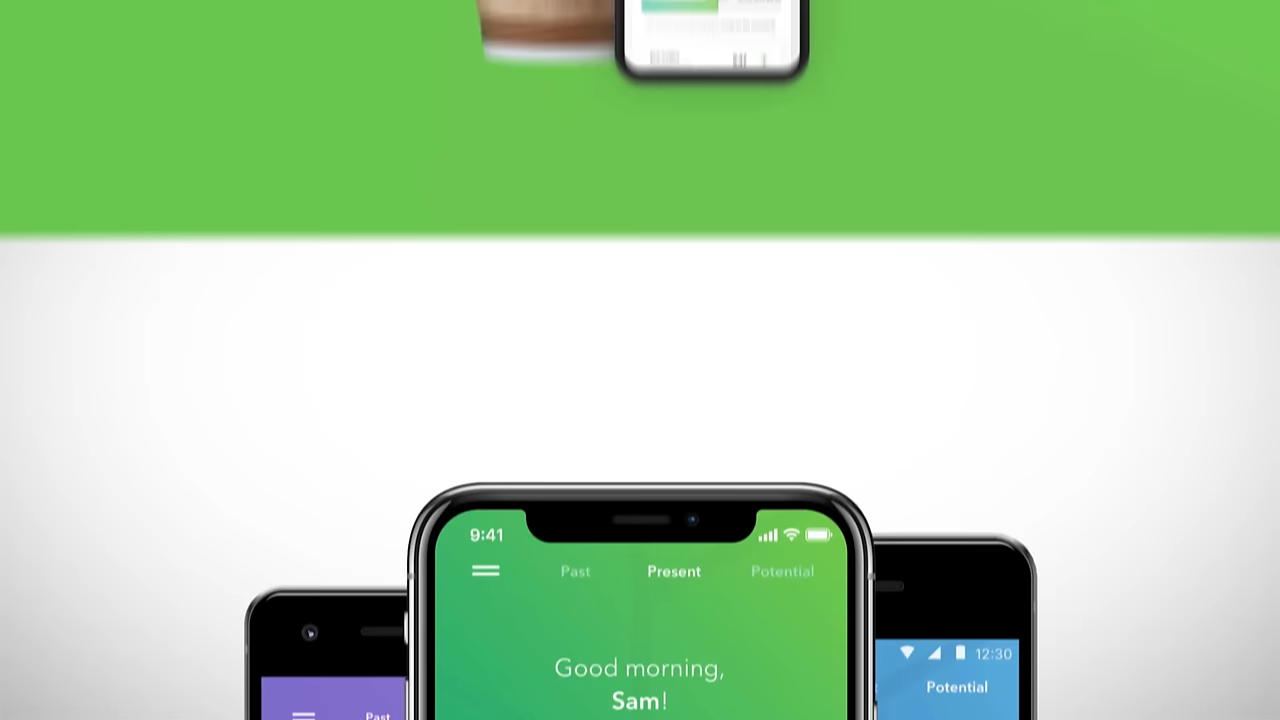 9:41
Past Present Potential
Good morning,
Sam!
12:30
Potential
Past